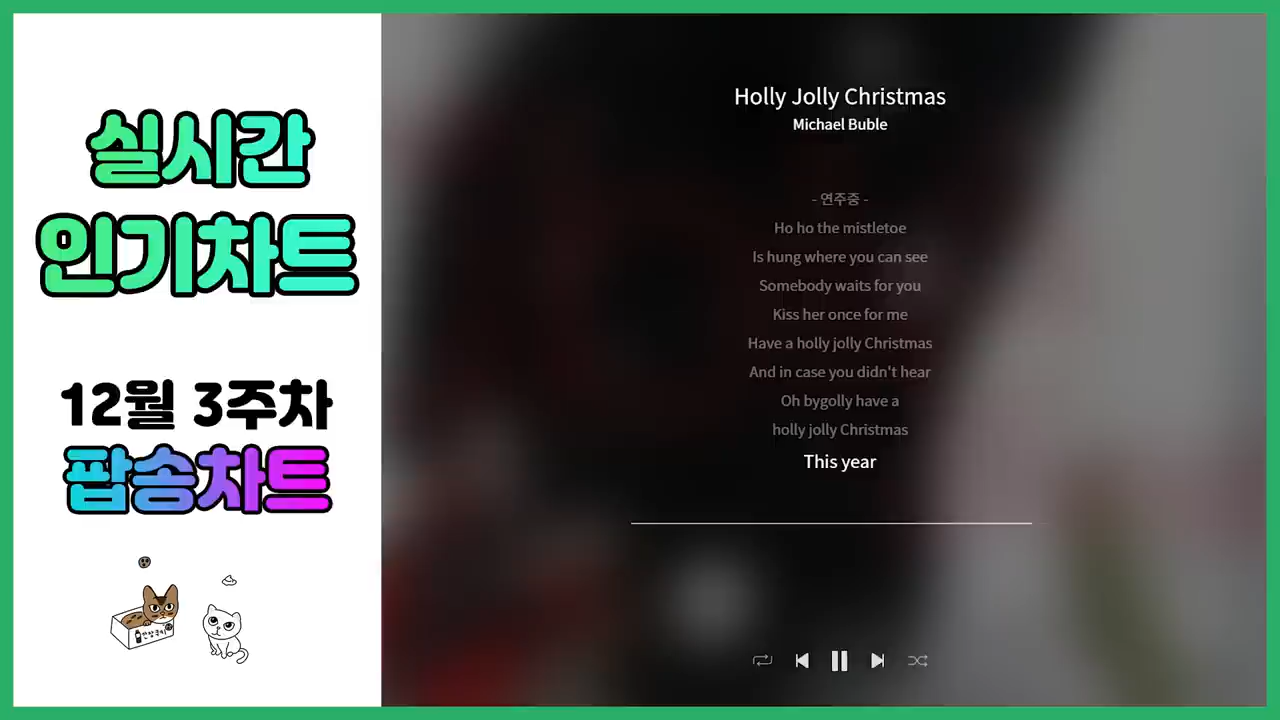 실시간
인기차트
12월 3주차
팝송차트
Holly Jolly Christmas
Michael Buble
- 연주중 -
Ho ho the mistletoe
Is hung where you can see
Somebody waits for you
Kiss her once for me
Have a holly jolly Christmas
And in case you didn't hear
Oh bygolly have a
holly jolly Christmas
This year